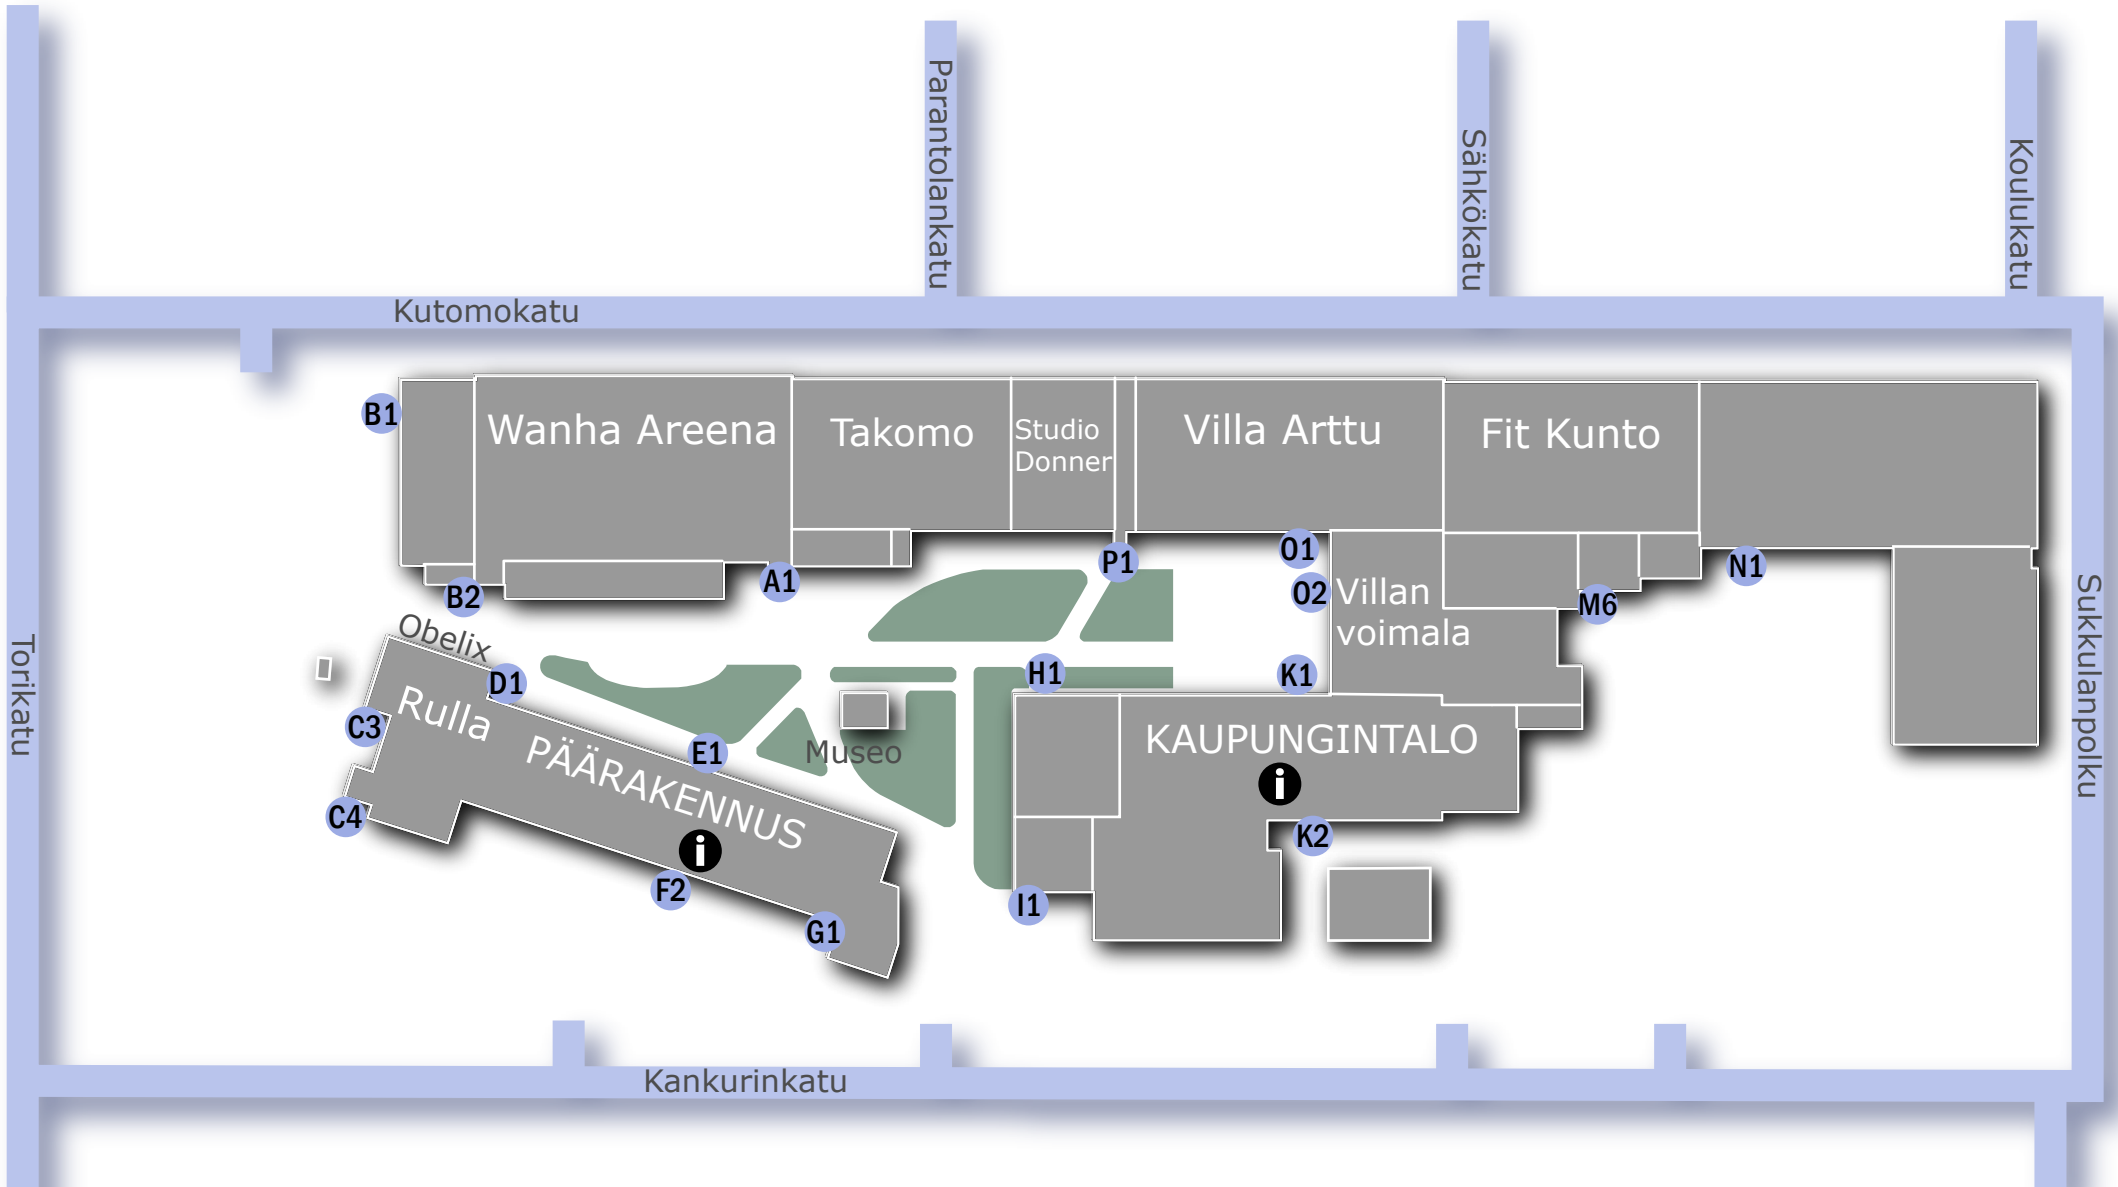 Parantolankatu
Sähkökatu
Koulukatu
Kutomokatu
B1
Wanha Areena
Takomo
Studio
Donner
Villa Arttu
Fit Kunto
B2
A1
P1
O1
O2
Villan
voimala
M6
N1
Torikatu
Sukkulanpolku
Obelix
D1
H1
K1
C3
Rulla
E1
PÄÄRAKENNUS
Museo
KAUPUNGINTALO
i
C4
K2
i
F2
I1
G1
Kankurinkatu